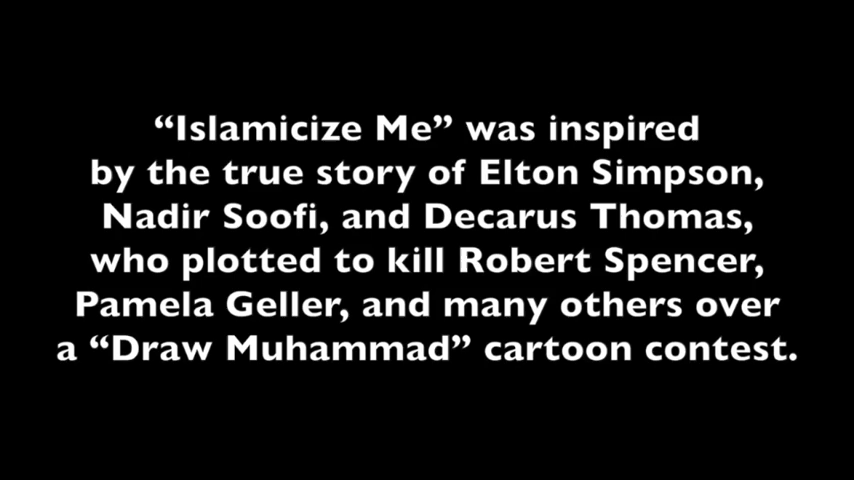 “Islamicize Me” was inspired
by the true story of Elton Simpson,
Nadir Soofi, and Decarus Thomas,
who plotted to kill Robert Spencer,
Pamela Geller, and many others over
a “Draw Muhammad” cartoon contest.